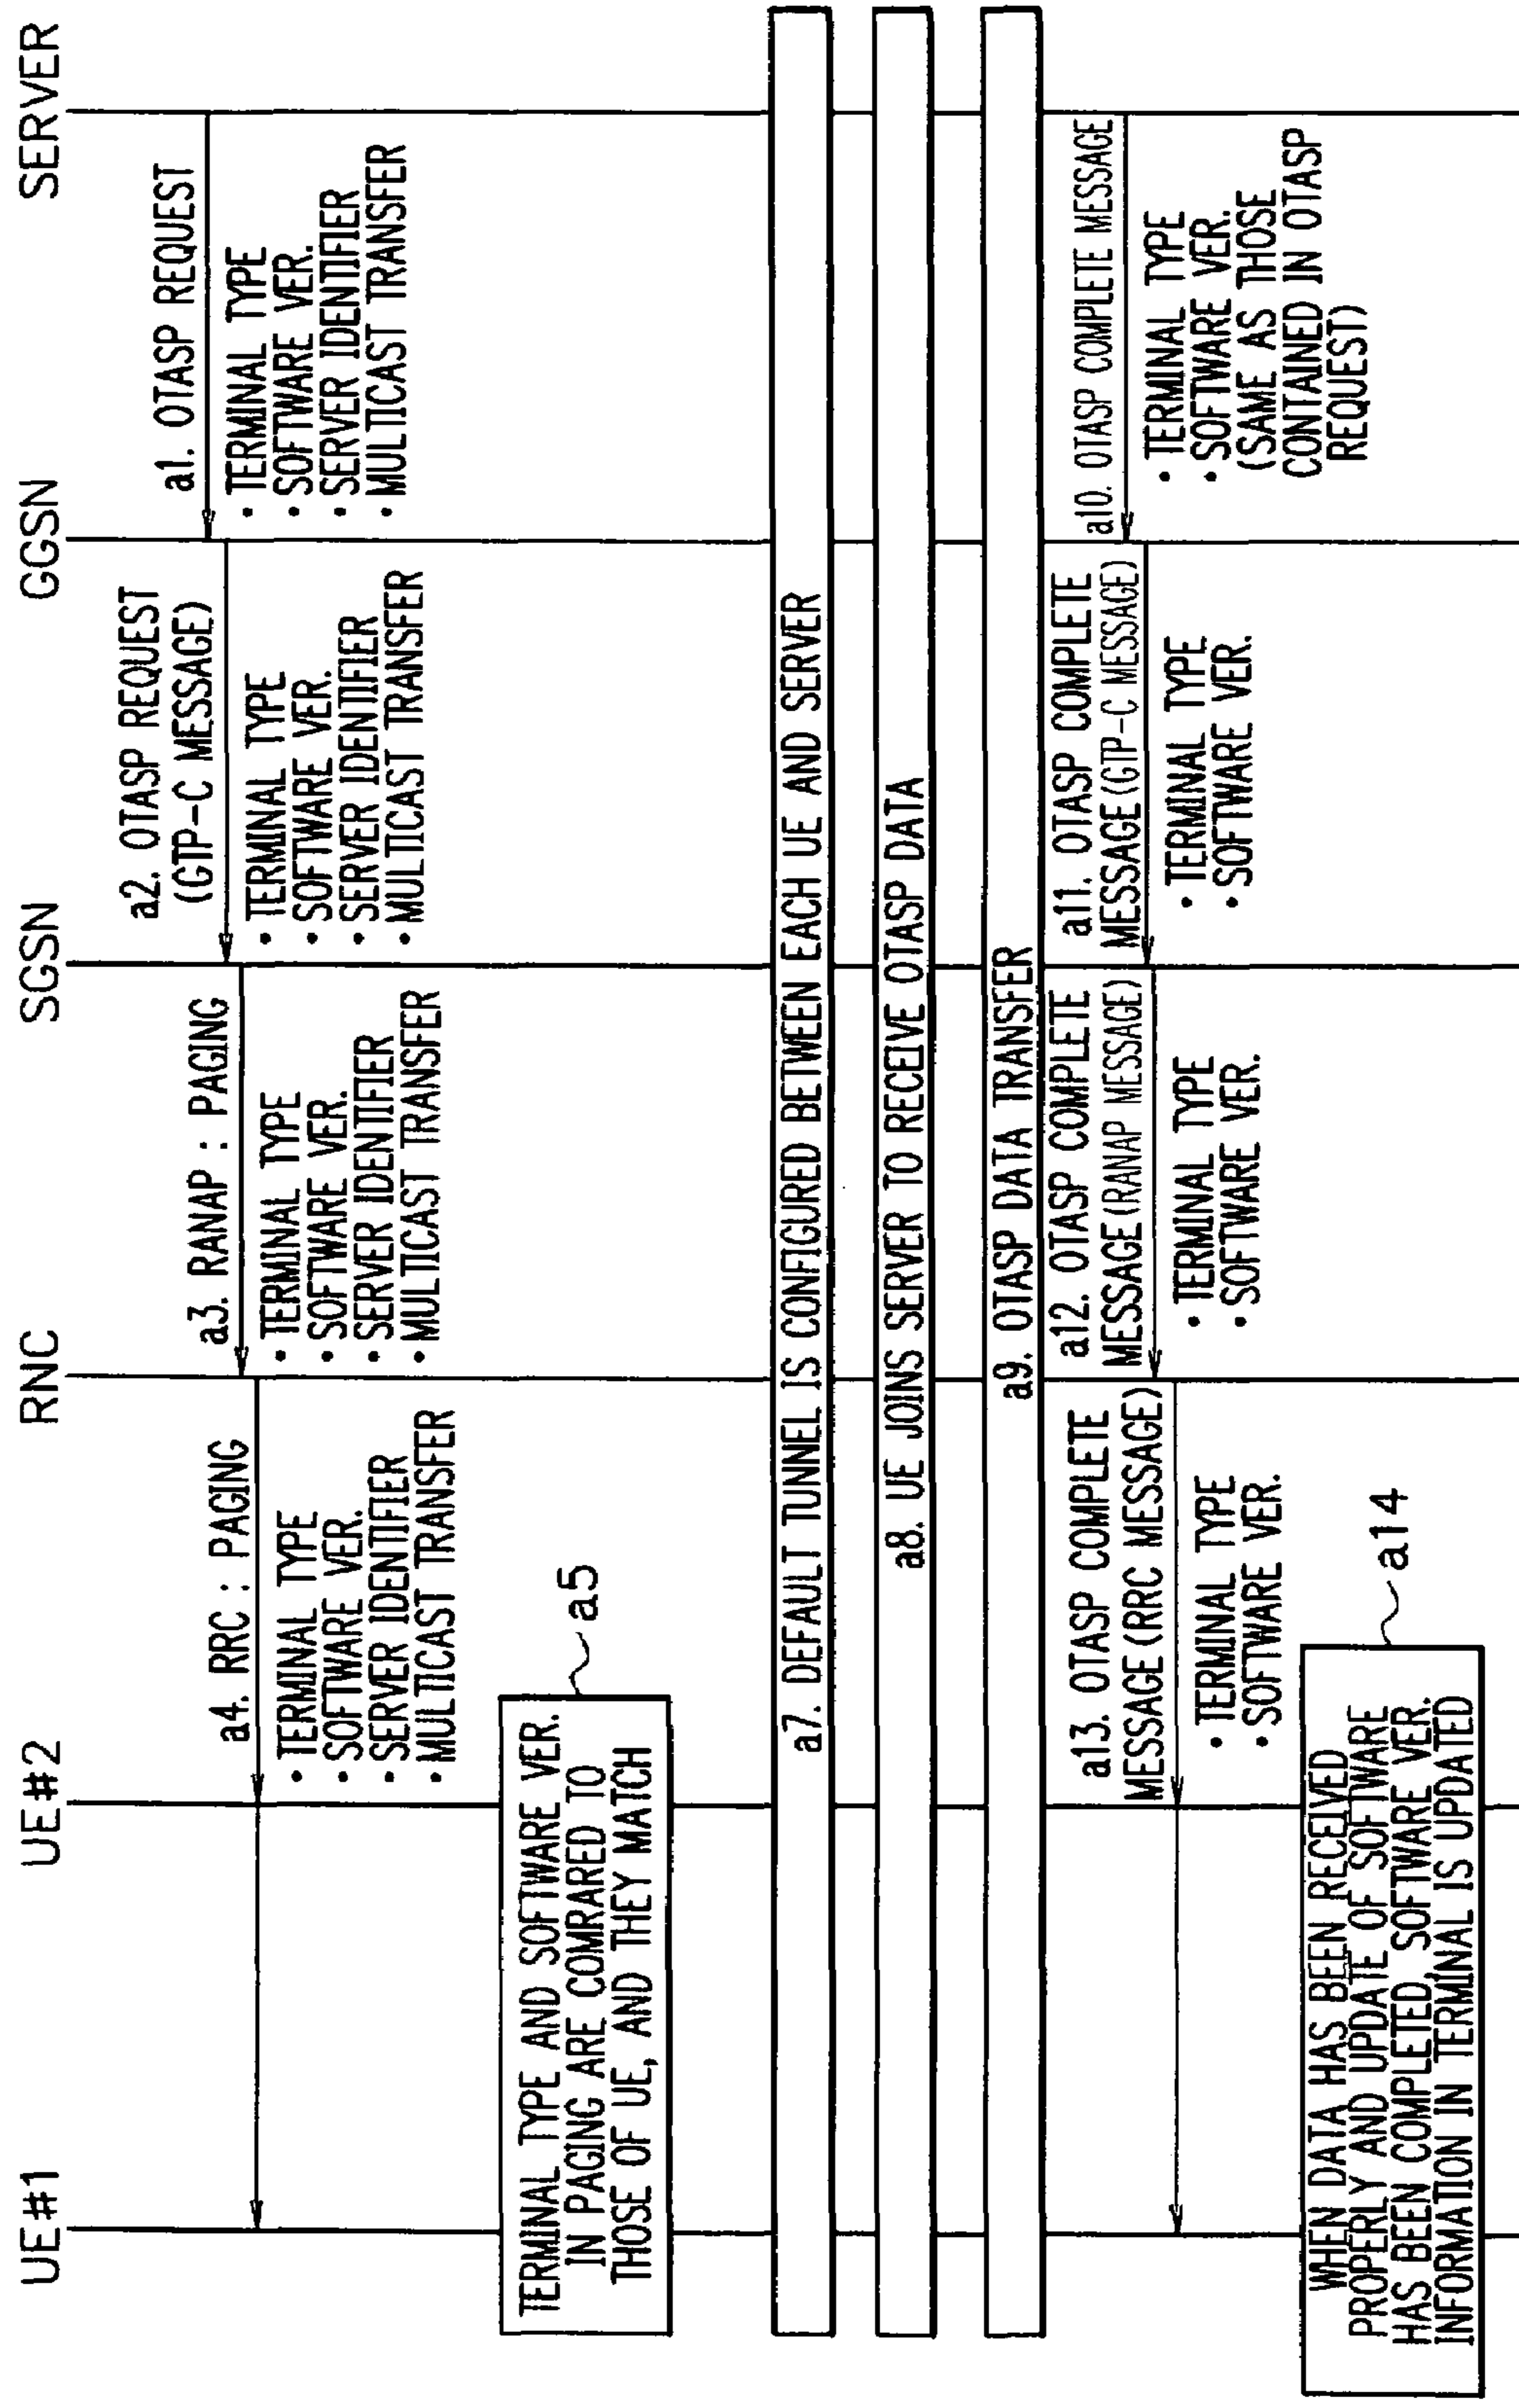 UE#1
UE#2
RNC
SGSN
GGSN
SERVER
a1. OTASP REQUEST
• TERMINAL TYPE
• SOFTWARE VER.
• SERVER IDENTIFIER
• MULTICAST TRANSFER
a2. OTASP REQUEST
(GTP-C MESSAGE)
• TERMINAL TYPE
• SOFTWARE VER.
• SERVER IDENTIFIER
• MULTICAST TRANSFER
a3. RANAP : PAGING
• TERMINAL TYPE
• SOFTWARE VER.
• SERVER IDENTIFIER
• MULTICAST TRANSFER
a4. RRC : PAGING
• TERMINAL TYPE
• SOFTWARE VER.
• SERVER IDENTIFIER
• MULTICAST TRANSFER
TERMINAL TYPE AND SOFTWARE VER.
IN PAGING ARE COMRARED TO
THOSE OF UE, AND THEY MATCH
a5
a7. DEFAULT TUNNEL IS CONFIGURED BETWEEN EACH UE AND SERVER
a8. UE JOINS SERVER TO RECEIVE OTASP DATA
a9. OTASP DATA TRANSFER
a10. OTASP COMPLETE MESSAGE
• TERMINAL TYPE
• SOFTWARE VER.
(SAME AS THOSE
CONTAINED IN OTASP
REQUEST)
a11. OTASP COMPLETE
MESSAGE (GTP-C MESSAGE)
• TERMINAL TYPE
• SOFTWARE VER.
a12. OTASP COMPLETE
MESSAGE (RANAP MESSAGE)
• TERMINAL TYPE
• SOFTWARE VER.
a13. OTASP COMPLETE
MESSAGE (RRC MESSAGE)
• TERMINAL TYPE
• SOFTWARE VER.
WHEN DATA HAS BEEN RECEIVED
PROPERLY AND UPDATE OF SOFTWARE
HAS BEEN COMPLETED, SOFTWARE VER.
INFORMATION IN TERMINAL IS UPDATED
a14